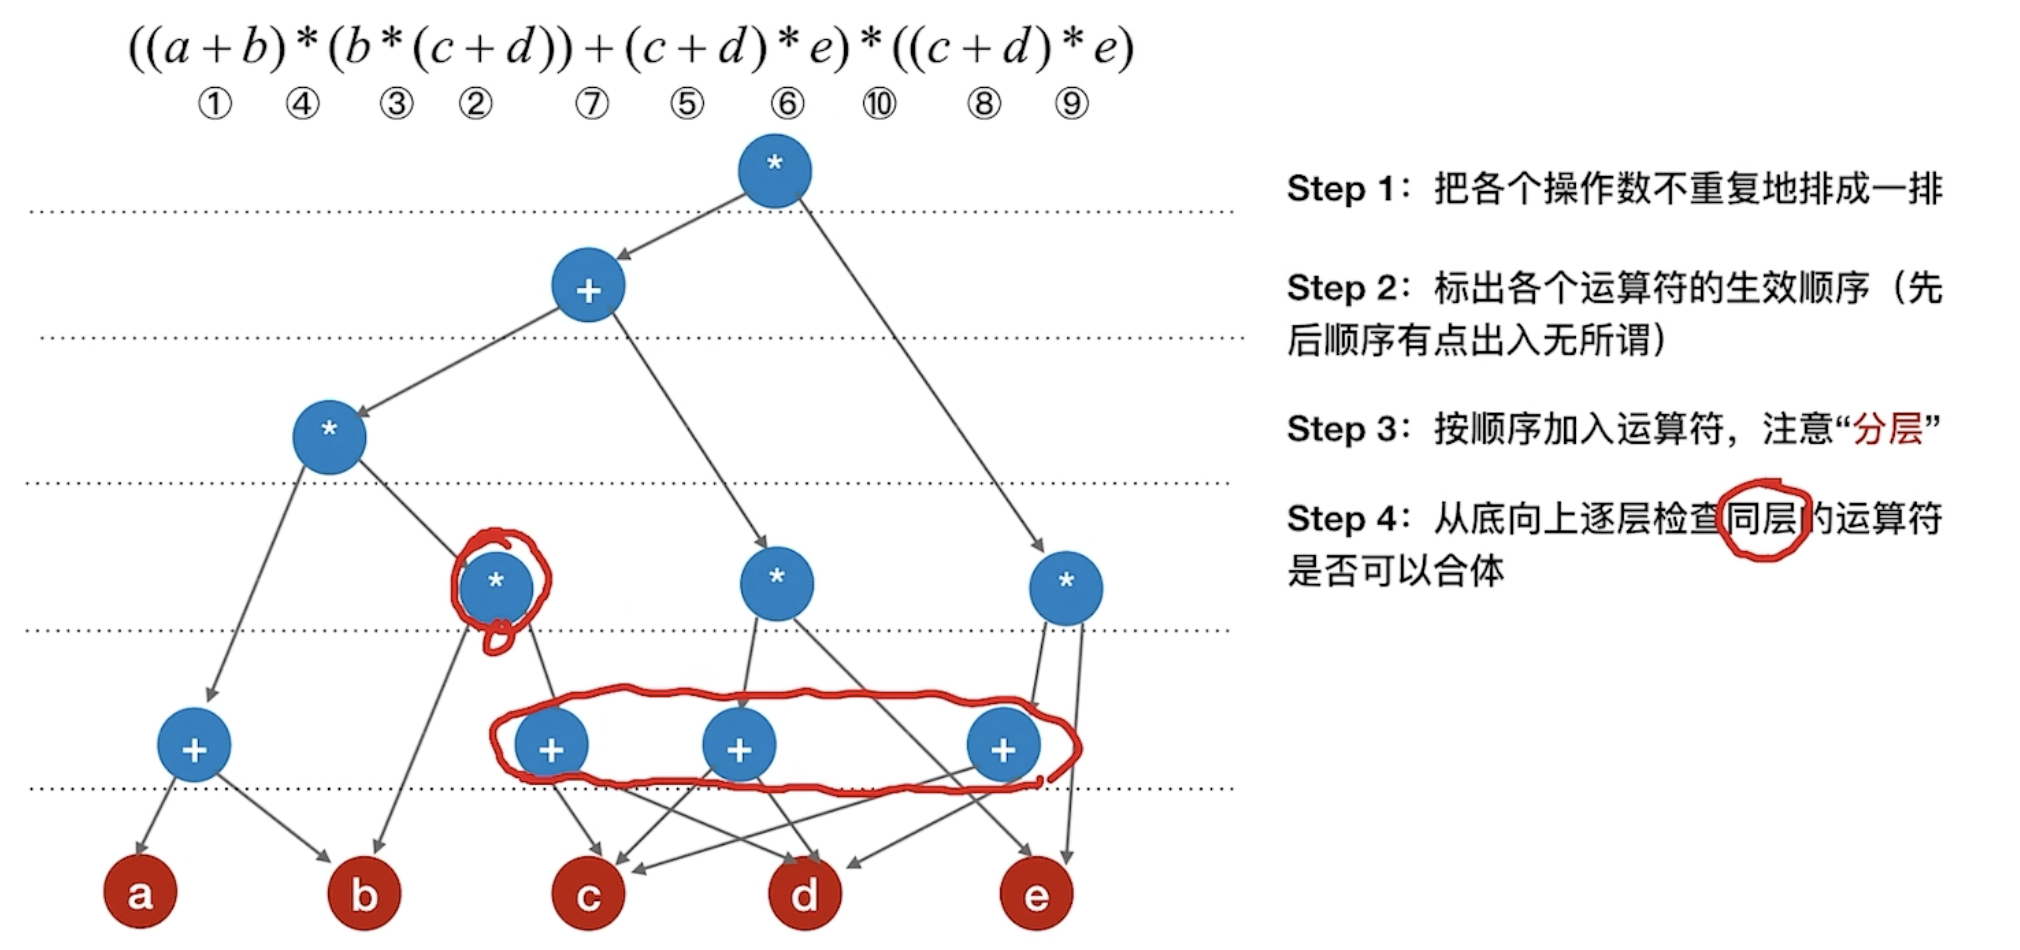 ((a+b)*(b*(c+d))+(c+d)*e)*((c+d)*e)
① ④ ③ ② ⑦ ⑤ ⑥ ⑩ ⑧ ⑨
*
Step 1：把各个操作数不重复地排成一排
+
Step 2：标出各个运算符的生效顺序（先
后顺序有点出入无所谓）
*
Step 3：按顺序加入运算符，注意“分层”
Step 4：从底向上逐层检查同层的运算符
是否可以合体
* * *
+ + + +
a b c d e